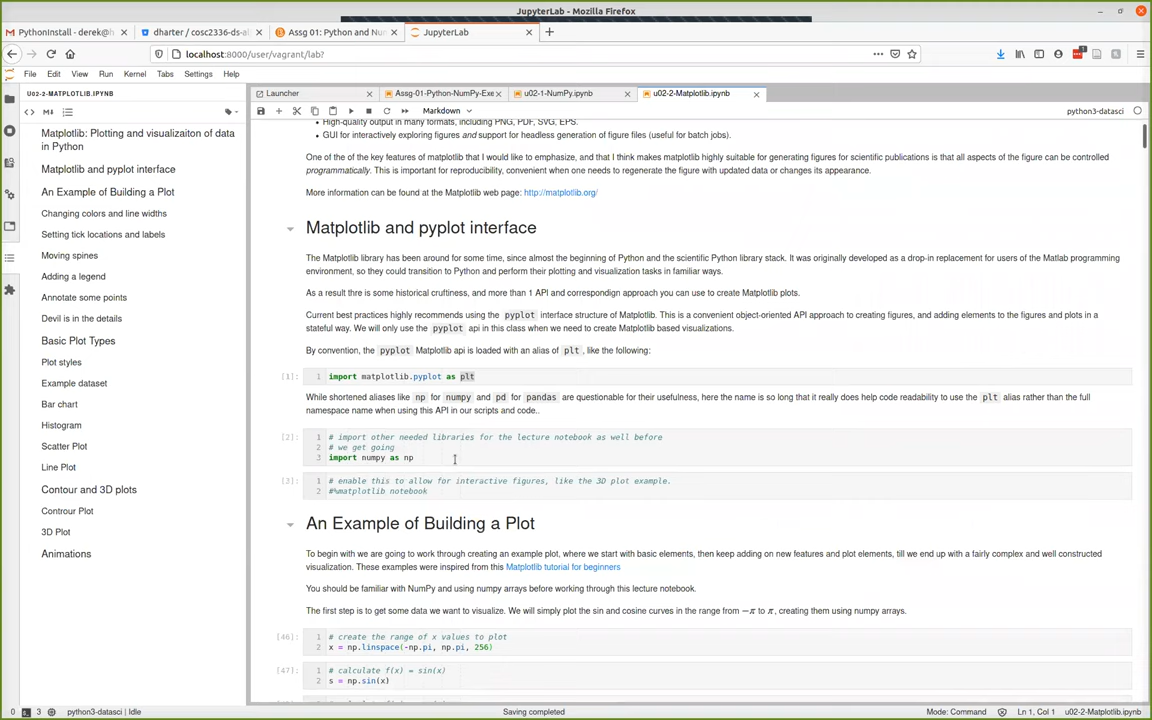 JupyterLab - Mozilla Firefox
PythonInstall - derek@h
dharter / cosc2336-ds-al
Assg 01: Python and Nur
JupyterLab
localhost:8000/user/vagrant/lab?
File Edit View Run Kernel Tabs Settings Help
U02-2-MATPLOTLIB.IPYNB
Launcher
Assg-01-Python-NumPy-Exe
u02-1-NumPy.ipynb
u02-2-Matplotlib.ipynb
Markdown
python3-datasci
Matplotlib: Plotting and visualizaiton of data
in Python
Matplotlib and pyplot interface
An Example of Building a Plot
Changing colors and line widths
Setting tick locations and labels
Moving spines
Adding a legend
Annotate some points
Devil is in the details
Basic Plot Types
Plot styles
Example dataset
Bar chart
Histogram
Scatter Plot
Line Plot
Contour and 3D plots
Contour Plot
3D Plot
Animations
• High-quality output in many formats, including PNG, PDF, SVG, EPS.
• GUI for interactively exploring figures and support for headless generation of figure files (useful for batch jobs).
One of the of the key features of matplotlib that I would like to emphasize, and that I think makes matplotlib highly suitable for generating figures for scientific publications is that all aspects of the figure can be controlled
programmatically. This is important for reproducibility, convenient when one needs to regenerate the figure with updated data or changes its appearance.
More information can be found at the Matplotlib web page: http://matplotlib.org/
Matplotlib and pyplot interface
The Matplotlib library has been around for some time, since almost the beginning of Python and the scientific Python library stack. It was originally developed as a drop-in replacement for users of the Matlab programming
environment, so they could transition to Python and perform their plotting and visualization tasks in familiar ways.
As a result thre is some historical cruftiness, and more than 1 API and correspondign approach you can use to create Matplotlib plots.
Current best practices highly recommends using the pyplot interface structure of Matplotlib. This is a convenient object-oriented API approach to creating figures, and adding elements to the figures and plots in a
stateful way. We will only use the pyplot api in this class when we need to create Matplotlib based visualizations.
By convention, the pyplot Matplotlib api is loaded with an alias of plt, like the following:
[1]: 1 import matplotlib.pyplot as plt
While shortened aliases like np for numpy and pd for pandas are questionable for their usefulness, here the name is so long that it really does help code readability to use the plt alias rather than the full
namespace name when using this API in our scripts and code..
[2]: 1 # import other needed libraries for the lecture notebook as well before
2 # we get going
3 import numpy as np
[3]: 1 # enable this to allow for interactive figures, like the 3D plot example.
2 #%matplotlib notebook
An Example of Building a Plot
To begin with we are going to work through creating an example plot, where we start with basic elements, then keep adding on new features and plot elements, till we end up with a fairly complex and well constructed
visualization. These examples were inspired from this Matplotlib tutorial for beginners
You should be familiar with NumPy and using numpy arrays before working through this lecture notebook.
The first step is to get some data we want to visualize. We will simply plot the sin and cosine curves in the range from −π to π, creating them using numpy arrays.
[46]: 1 # create the range of x values to plot
2 x = np.linspace(-np.pi, np.pi, 256)
[47]: 1 # calculate f(x) = sin(x)
2 s = np.sin(x)
0 3 python3-datasci | Idle
Saving completed
Mode: Command
Ln 1, Col 1
u02-2-Matplotlib.ipynb